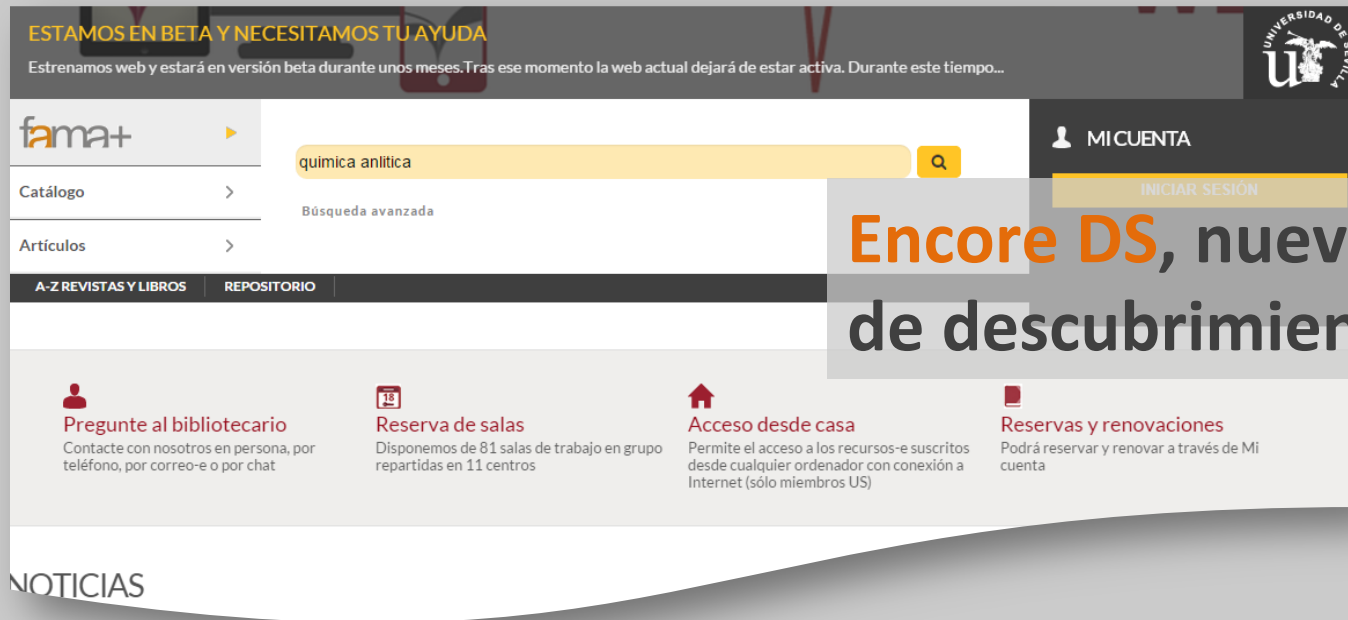 ESTAMOS EN BETA Y NECESITAMOS TU AYUDA
Estrenamos web y estará en versión beta durante unos meses.Tras ese momento la web actual dejará de estar activa. Durante este tiempo...
UNIVERSIDAD DE SEVILLA
fama+
quimica anlitica
MI CUENTA
INICIAR SESIÓN
Catálogo
Búsqueda avanzada
Artículos
Encore DS, nuev
de descubrimien
A-Z REVISTAS Y LIBROS REPOSITORIO
18
Pregunte al bibliotecario
Contacte con nosotros en persona, por
teléfono, por correo-e o por chat
Reserva de salas
Disponemos de 81 salas de trabajo en grupo
repartidas en 11 centros
Acceso desde casa
Permite el acceso a los recursos-e suscritos
desde cualquier ordenador con conexión a
Internet (sólo miembros US)
Reservas y renovaciones
Podrá reservar y renovar a través de Mi
cuenta
NOTICIAS